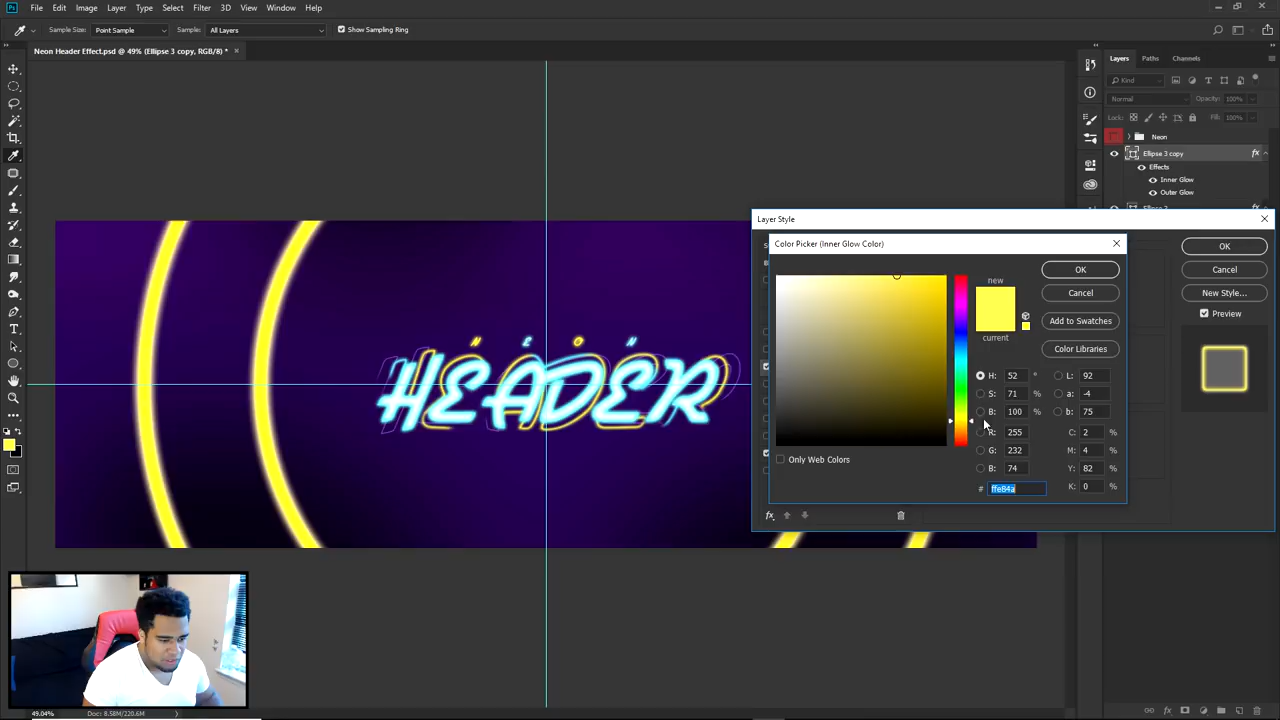 Ps File Edit Image Layer Type Select Filter 3D View Window Help
Sample Size: Point Sample Sample: All Layers Show Sampling Ring
Neon Header Effect.psd @ 49% (Ellipse 3 copy, RGB/8) * ×
Layers Paths Channels
Kind
Normal Opacity: 100%
Lock: Fill: 100%
Neon
Ellipse 3 copy fx
Effects
Inner Glow
Outer Glow
Layer Style
Color Picker (Inner Glow Color)
OK
Cancel
New Style...
Preview
new
current
OK
Cancel
Add to Swatches
Color Libraries
H: 52 ° L: 92
S: 71 % a: -4
B: 100 % b: 75
R: 255 C: 2 %
G: 232 M: 4 %
B: 74 Y: 82 %
# ffe84a K: 0 %
Only Web Colors
NEON
HEADER
fx
49.04% Doc: 8.58M/220.6M